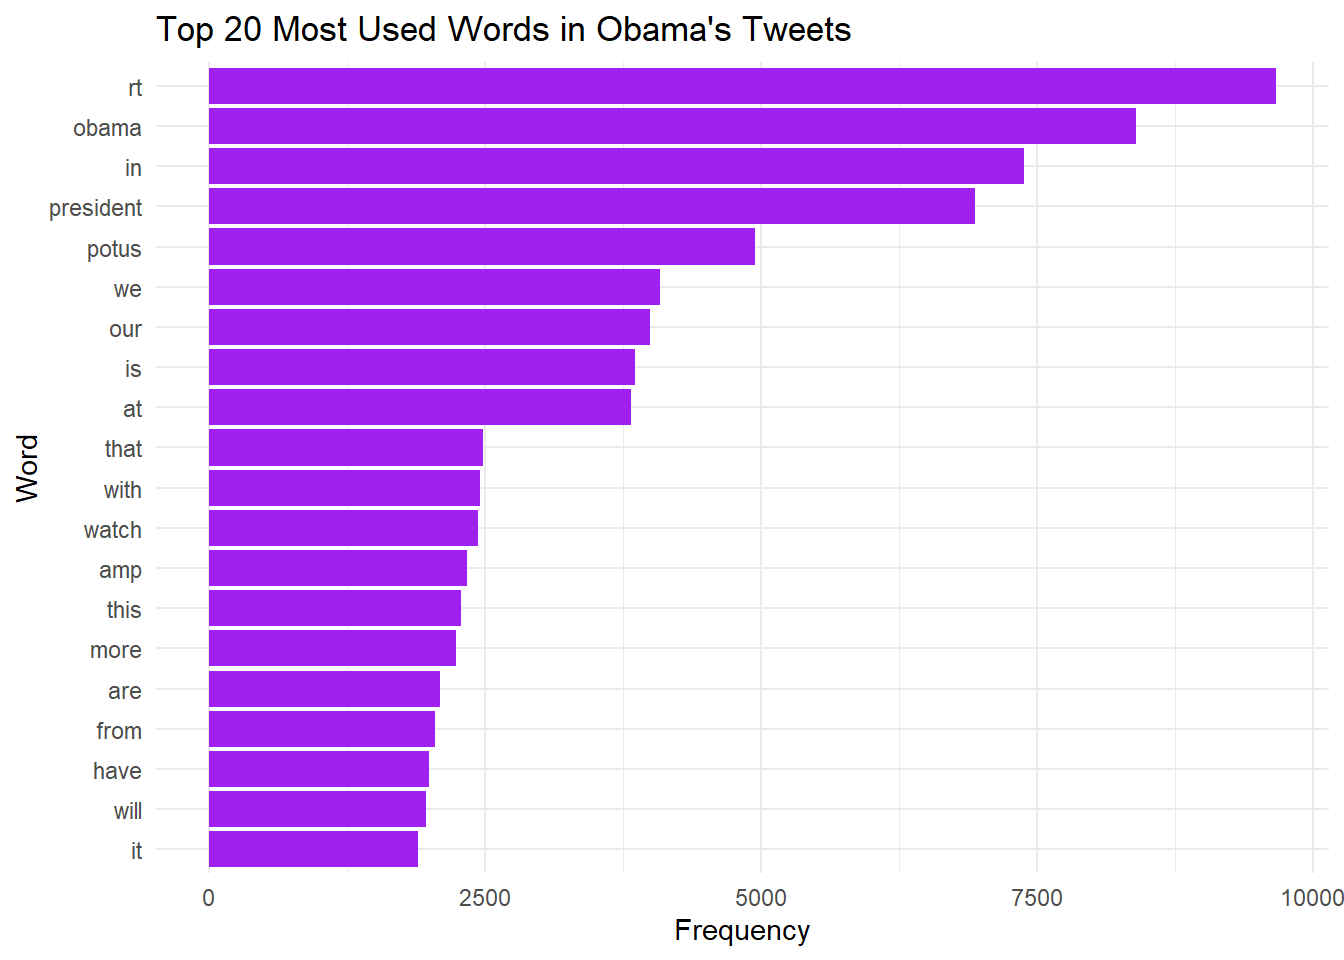 Top 20 Most Used Words in Obama's Tweets
Word
rt
obama
in
president
potus
we
our
is
at
that
with
watch
amp
this
more
are
from
have
will
it
0 2500 5000 7500 10000
Frequency